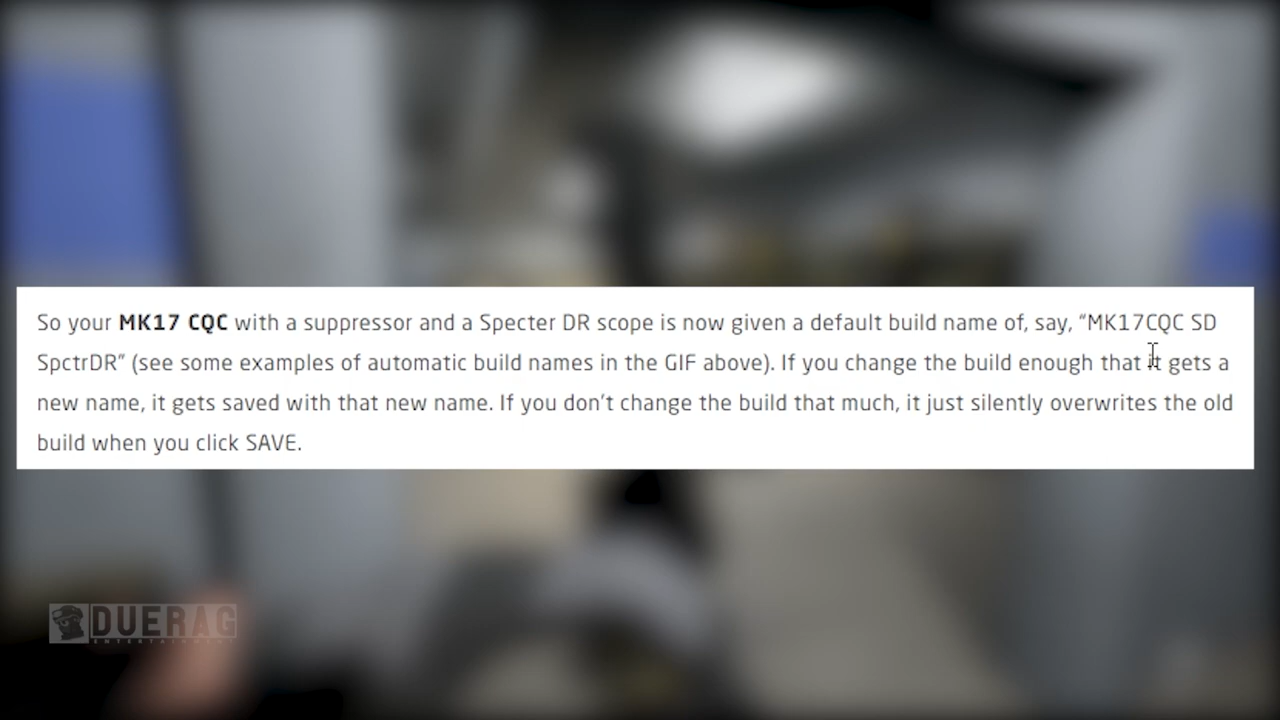 So your MK17 CQC with a suppressor and a Specter DR scope is now given a default build name of, say, “MK17CQC SD
SpctrDR” (see some examples of automatic build names in the GIF above). If you change the build enough that it gets a
new name, it gets saved with that new name. If you don’t change the build that much, it just silently overwrites the old
build when you click SAVE.
DUERAG
ENTERTAINMENT